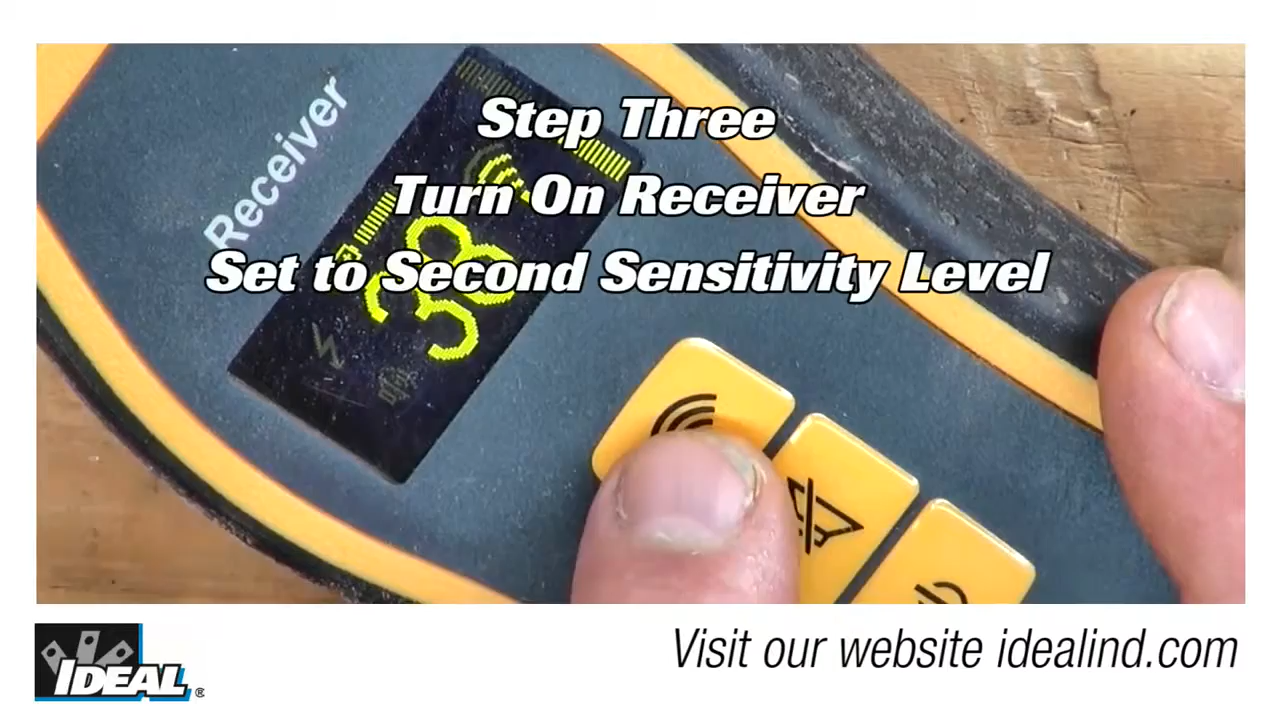 Step Three
Turn On Receiver
Set to Second Sensitivity Level
Receiver
38
IDEAL®
Visit our website idealind.com